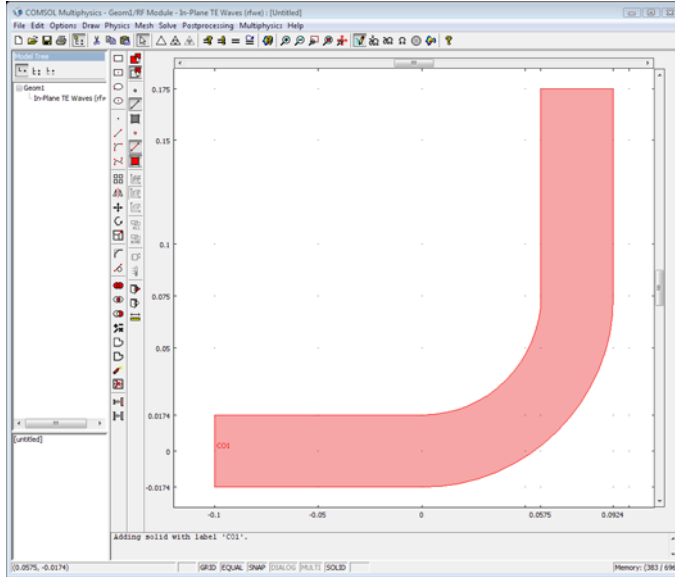 COMSOL Multiphysics - Geom1/RF Module - In-Plane TE Waves (rfwe) : [Untitled]
File Edit Options Draw Physics Mesh Solve Postprocessing Multiphysics Help
Model Tree
Geom1
In-Plane TE Waves (rfwe)
0.175
0.15
0.1
0.075
0.05
0.0174
0
-0.0174
CO1
-0.1
-0.05
0
0.0575
0.0924
[untitled]
Adding solid with label 'CO1'.
(0.0575, -0.0174)
GRID EQUAL SNAP DIALOG MULTI SOLID
Memory: (383 / 696